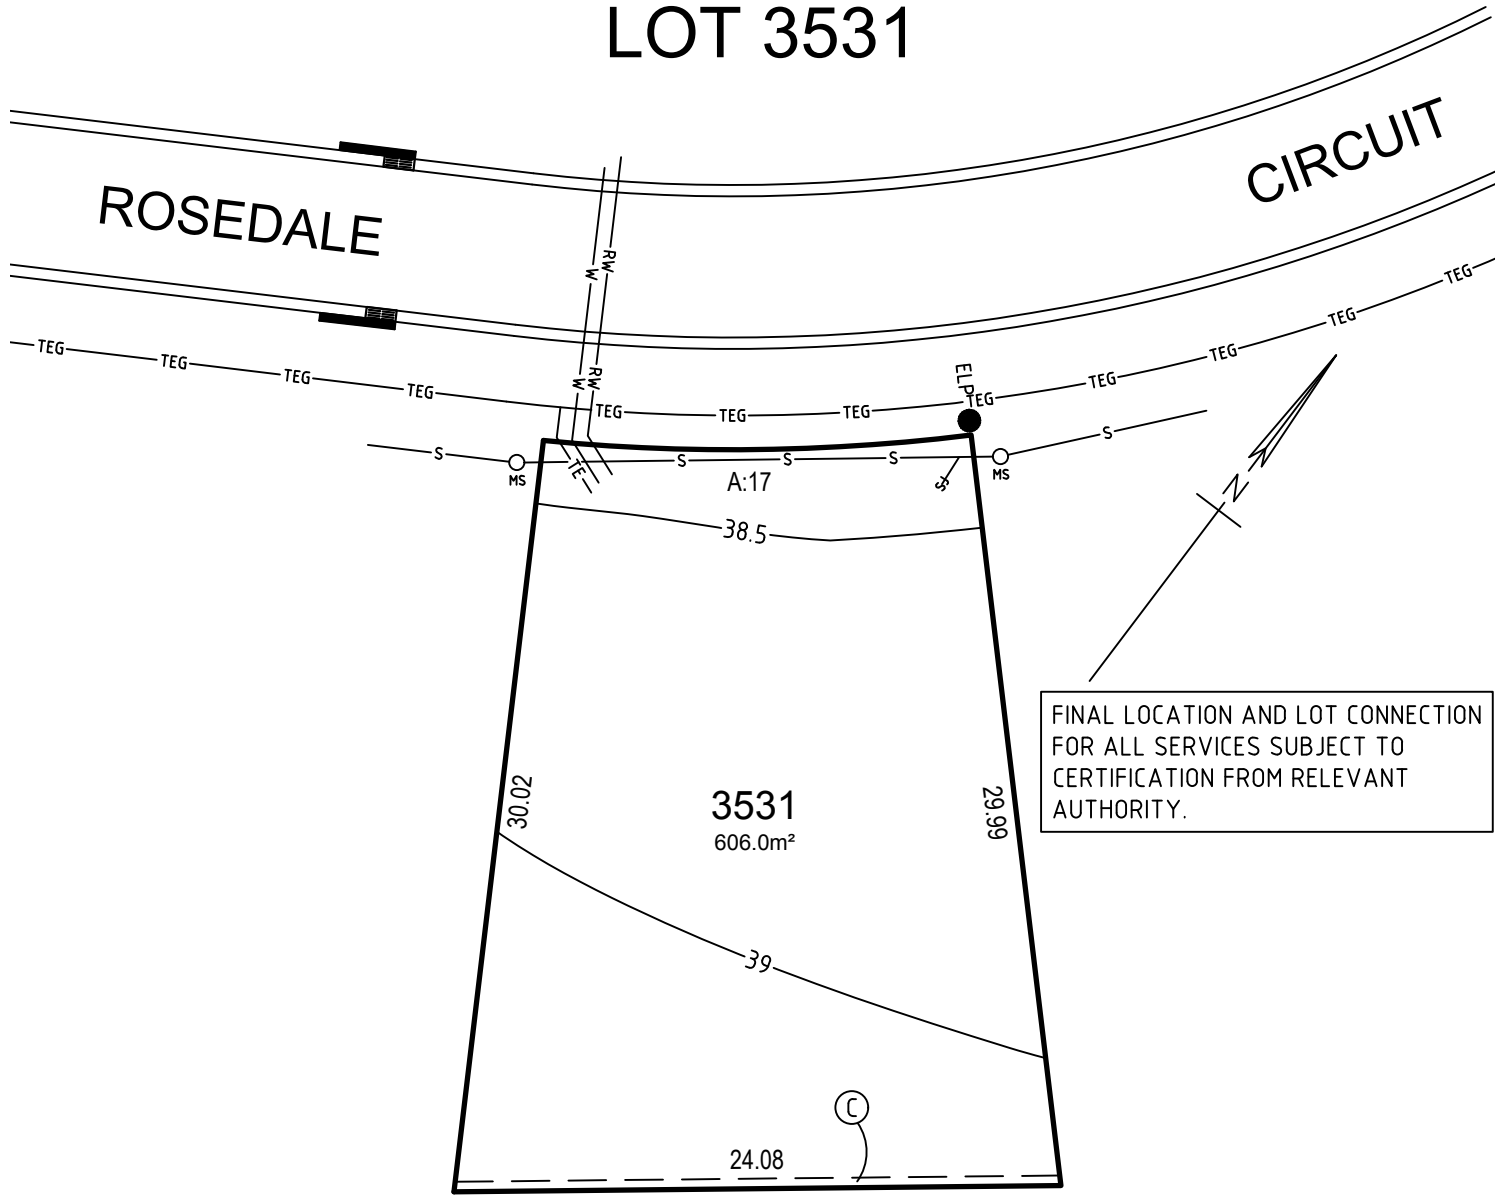 LOT 3531
CIRCUIT
ROSEDALE
W
RW
TEG
TEG
TEG
TEG
TEG
TEG
W
RW
TEG
TEG
TEG
ELP
TEG
TEG
TEG
S
MS
TE
S
S
S
SJ
MS
S
A:17
N
38.5
FINAL LOCATION AND LOT CONNECTION
FOR ALL SERVICES SUBJECT TO
CERTIFICATION FROM RELEVANT
AUTHORITY.
30.02
3531
606.0m²
29.99
39
C
24.08